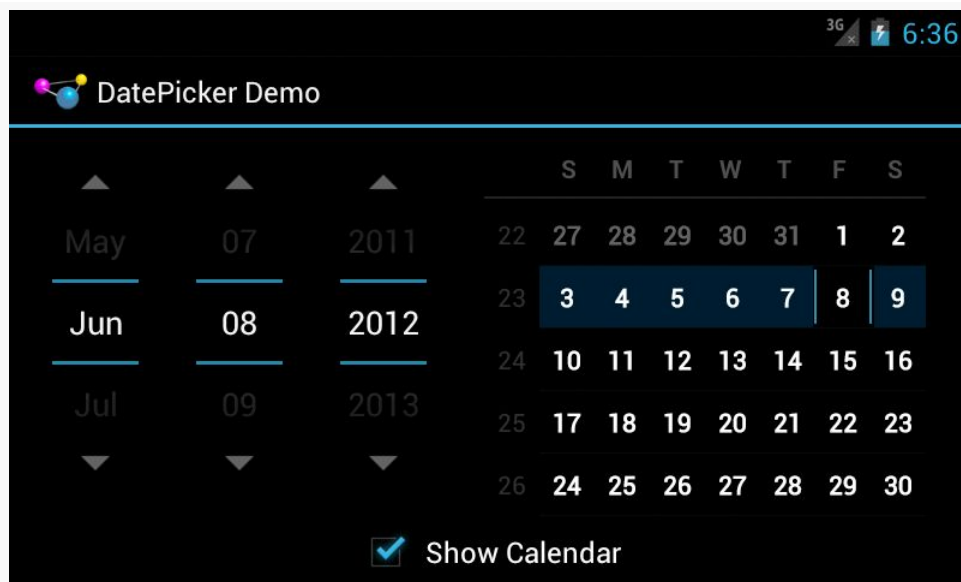 3G 6:36
DatePicker Demo
S M T W T F S
May 07 2011
Jun 08 2012
Jul 09 2013
22 27 28 29 30 31 1 2
23 3 4 5 6 7 8 9
24 10 11 12 13 14 15 16
25 17 18 19 20 21 22 23
26 24 25 26 27 28 29 30
Show Calendar